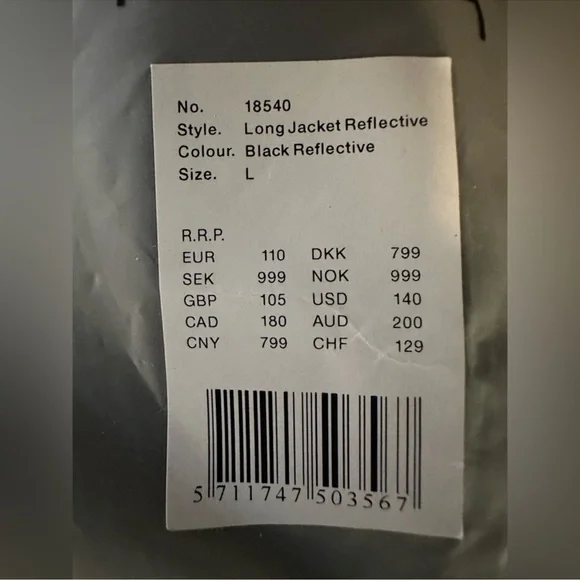 No. 18540
Style. Long Jacket Reflective
Colour. Black Reflective
Size. L
R.R.P.
EUR 110 DKK 799
SEK 999 NOK 999
GBP 105 USD 140
CAD 180 AUD 200
CNY 799 CHF 129
5 711747 503567